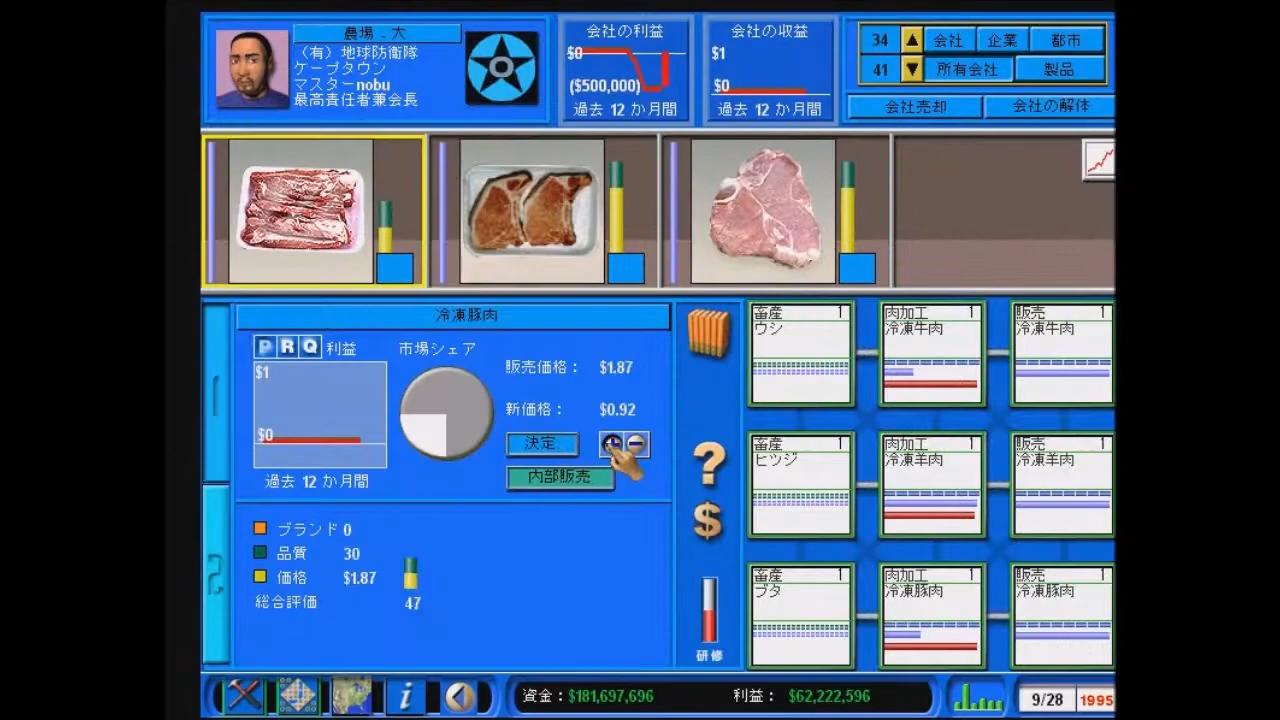 農場 - 大
(有) 地球防衛隊
ケープタウン
マスターnobu
最高責任者兼会長
会社の利益
$0
($500,000)
過去 12 か月間
会社の収益
$1
$0
過去 12 か月間
34
会社
企業
都市
41
所有会社
製品
会社売却
会社の解体
冷凍豚肉
P R Q 利益
市場シェア
$1
$0
過去 12 か月間
販売価格： $1.87
新価格： $0.92
決定
内部販売
1
2
ブランド 0
品質 30
価格 $1.87
総合評価 47
?
$
研修
畜産 1
ウシ
肉加工 1
冷凍牛肉
販売 1
冷凍牛肉
畜産 1
ヒツジ
肉加工 1
冷凍羊肉
販売 1
冷凍羊肉
畜産 1
ブタ
肉加工 1
冷凍豚肉
販売 1
冷凍豚肉
i
資金：$181,697,696
利益： $62,222,596
9/28
1995